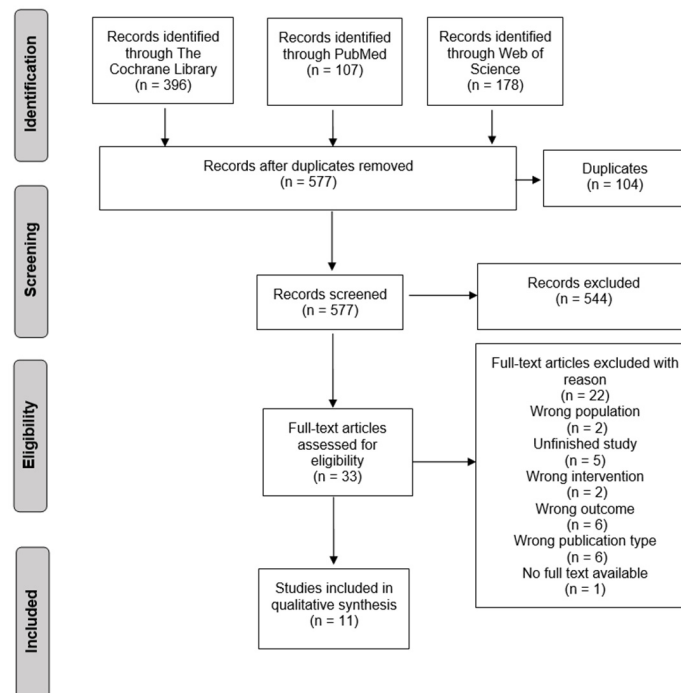 Identification
Records identified
through The
Cochrane Library
(n = 396)
Records identified
through PubMed
(n = 107)
Records identified
through Web of
Science
(n = 178)
Records after duplicates removed
(n = 577)
Duplicates
(n = 104)
Screening
Records screened
(n = 577)
Records excluded
(n = 544)
Eligibility
Full-text articles
assessed for
eligibility
(n = 33)
Full-text articles excluded with
reason
(n = 22)
Wrong population
(n = 2)
Unfinished study
(n = 5)
Wrong intervention
(n = 2)
Wrong outcome
(n = 6)
Wrong publication type
(n = 6)
No full text available
(n = 1)
Included
Studies included in
qualitative synthesis
(n = 11)